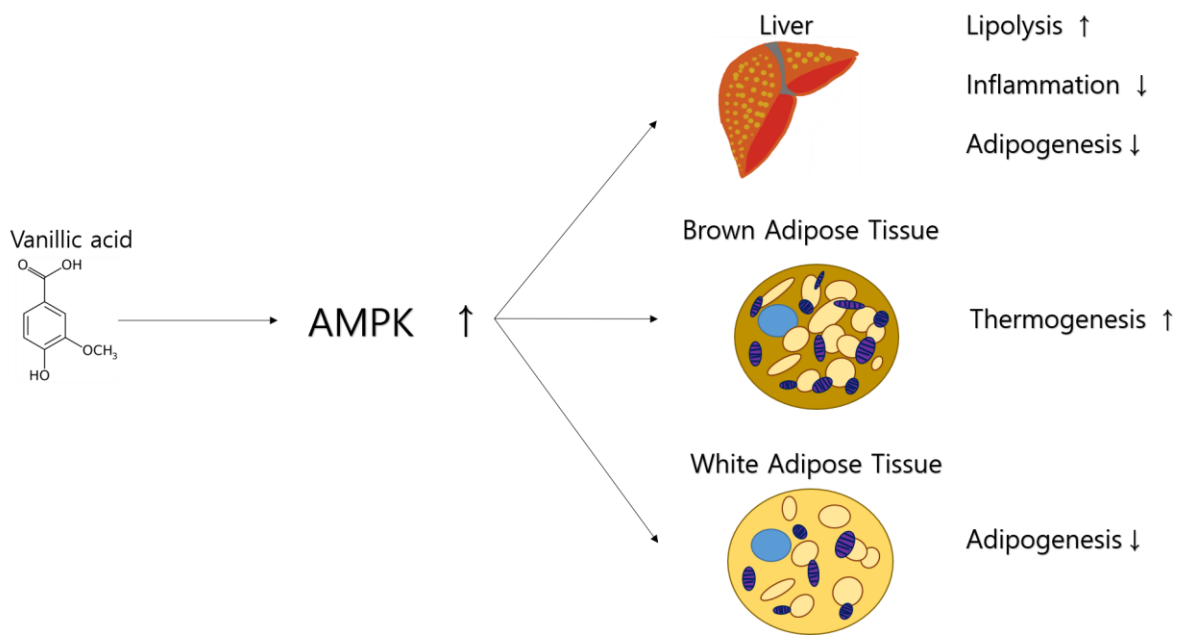 Vanillic acid
O
OH
OCH₃
HO
AMPK ↑
Liver
Lipolysis ↑
Inflammation ↓
Adipogenesis ↓
Brown Adipose Tissue
Thermogenesis ↑
White Adipose Tissue
Adipogenesis ↓